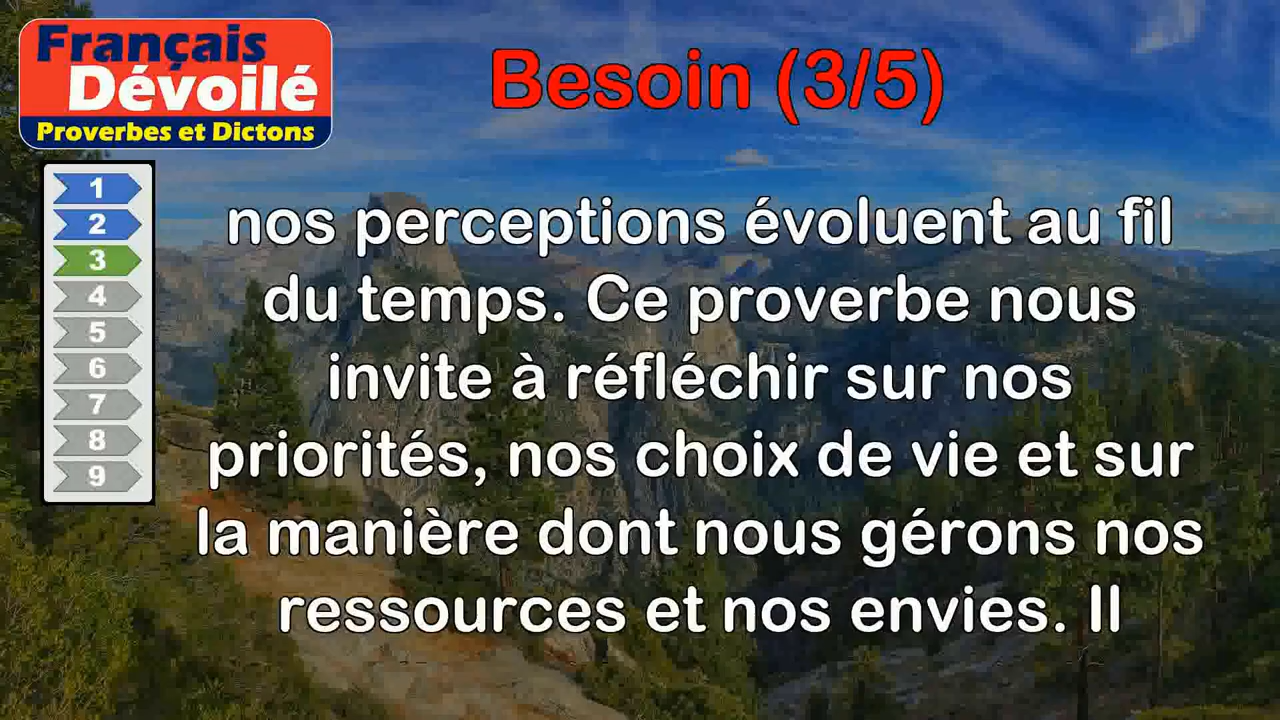 Français
Dévoilé
Proverbes et Dictons
Besoin (3/5)
1
2
3
4
5
6
7
8
9
nos perceptions évoluent au fil
du temps. Ce proverbe nous
invite à réfléchir sur nos
priorités, nos choix de vie et sur
la manière dont nous gérons nos
ressources et nos envies. Il